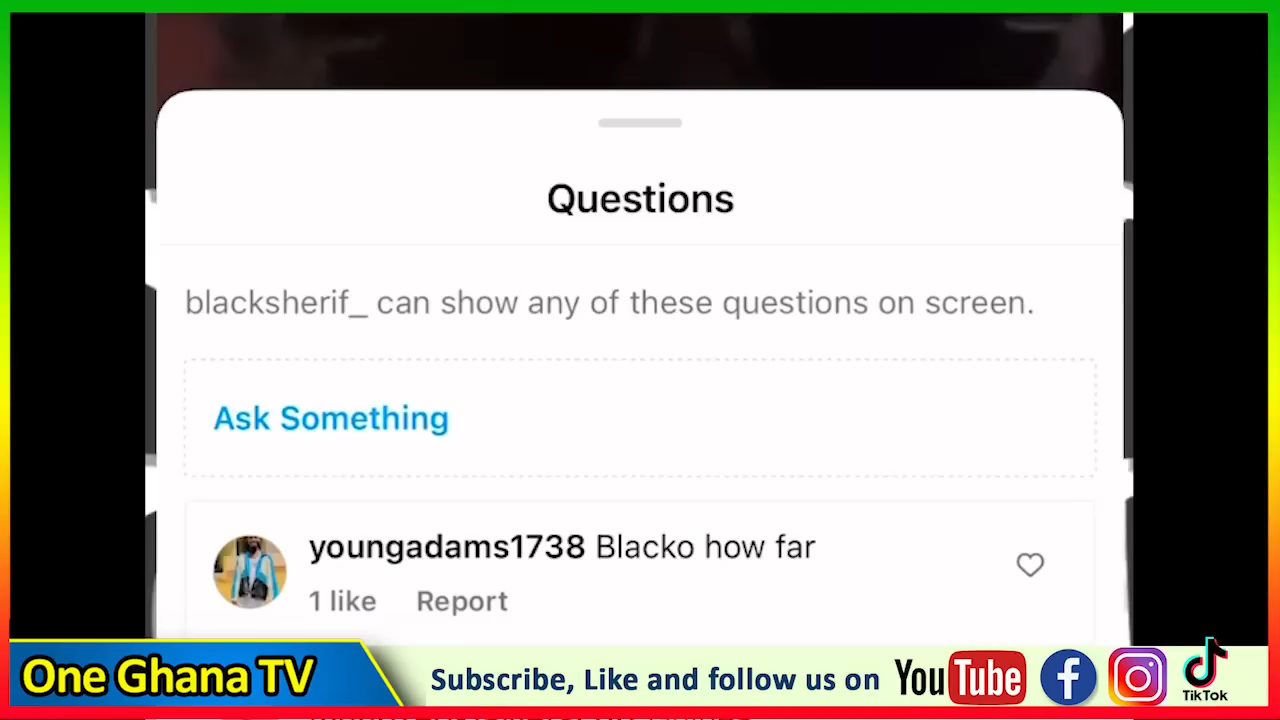 Questions
blacksherif_ can show any of these questions on screen.
Ask Something
youngadams1738 Blacko how far
1 like Report
One Ghana TV
Subscribe, Like and follow us on YouTube
TikTok